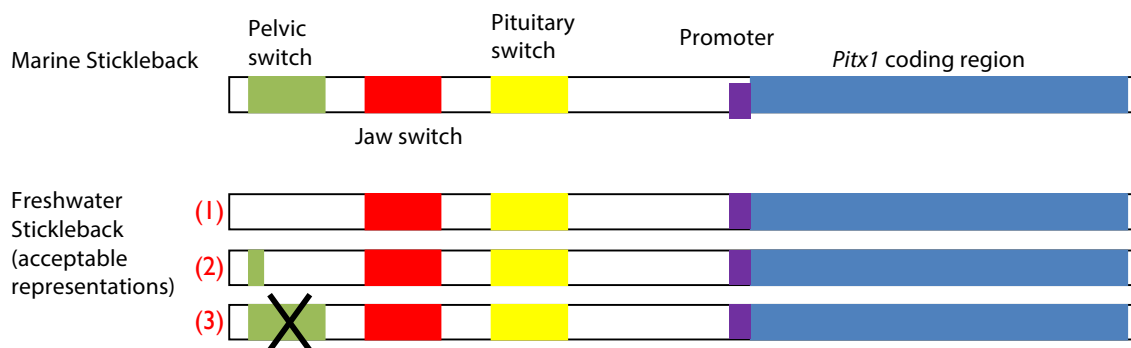 Marine Stickleback
Pelvic
switch
Pituitary
switch
Promoter
Pitx1 coding region
Jaw switch
Freshwater
Stickleback
(acceptable
representations)
(1)
(2)
(3)